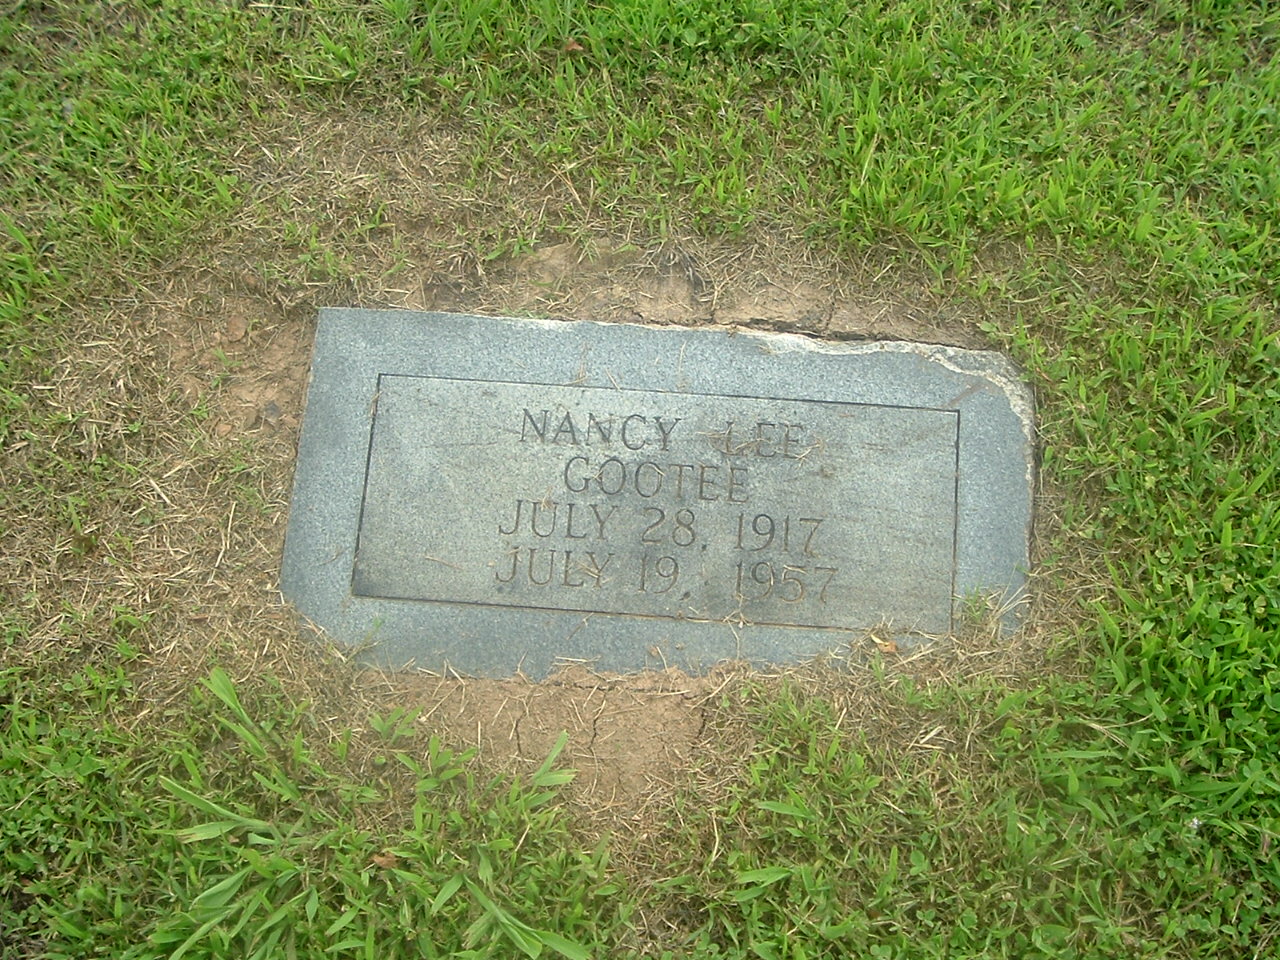 NANCY LEE
GOOTEE
JULY 28, 1917
JULY 19, 1957